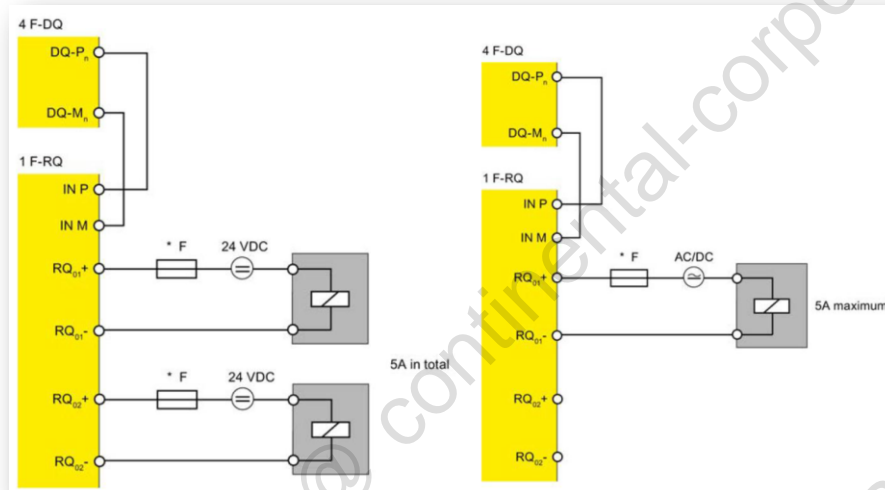 4 F-DQ
DQ-Pn
DQ-Mn
1 F-RQ
IN P
IN M
RQ01+
* F
24 VDC
RQ01-
5A in total
RQ02+
* F
24 VDC
RQ02-
4 F-DQ
DQ-Pn
DQ-Mn
1 F-RQ
IN P
IN M
RQ01+
* F
AC/DC
5A maximum
RQ01-
RQ02+
RQ02-
@ continental-corpo